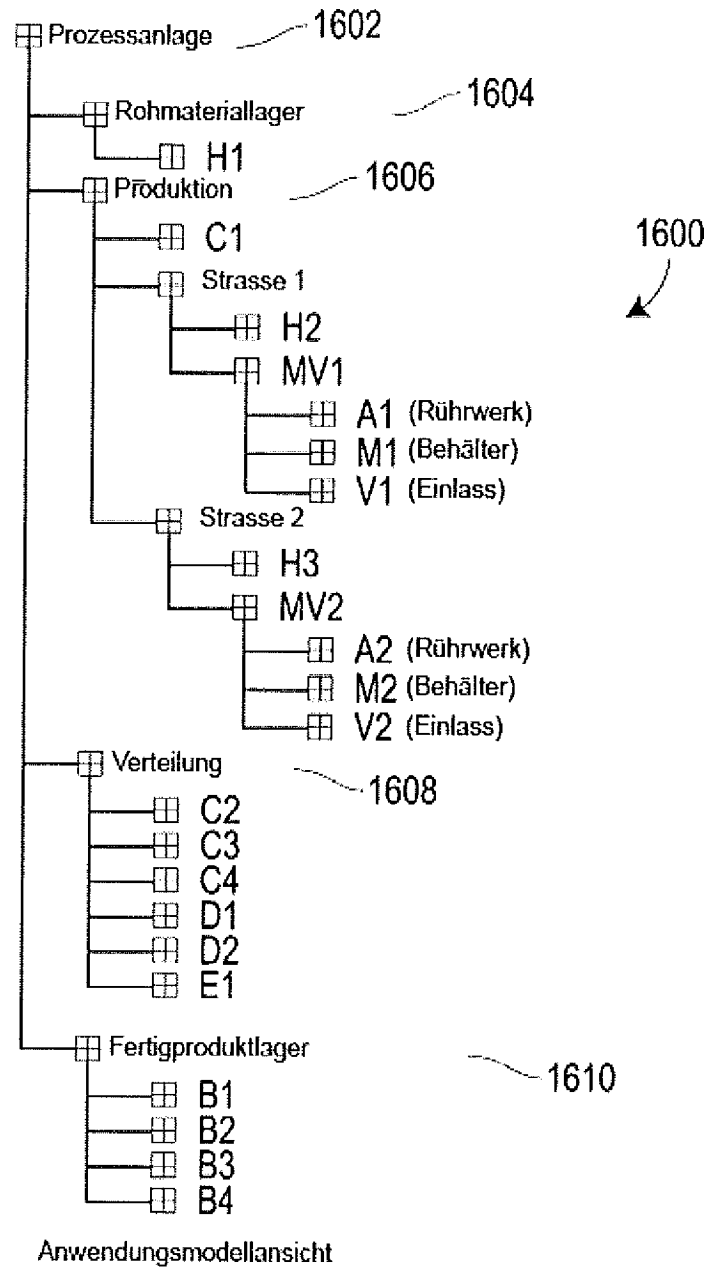 Prozessanlage 1602
Rohmateriallager 1604
H1
Produktion 1606
C1
1600
Strasse 1
H2
MV1
A1 (Rührwerk)
M1 (Behälter)
V1 (Einlass)
Strasse 2
H3
MV2
A2 (Rührwerk)
M2 (Behälter)
V2 (Einlass)
Verteilung 1608
C2
C3
C4
D1
D2
E1
Fertigproduktlager 1610
B1
B2
B3
B4
Anwendungsmodellansicht